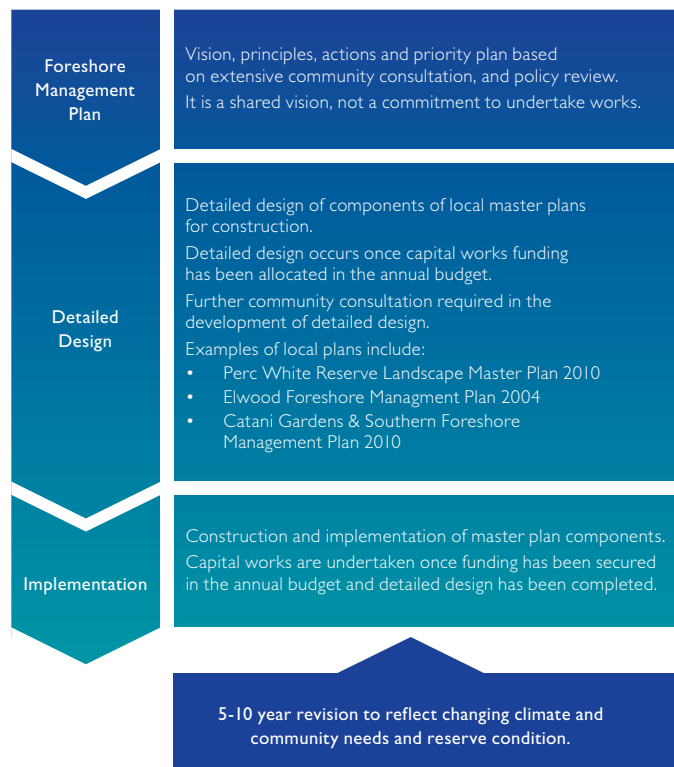 Foreshore
Management
Plan
Vision, principles, actions and priority plan based
on extensive community consultation, and policy review.
It is a shared vision, not a commitment to undertake works.
Detailed
Design
Detailed design of components of local master plans
for construction.
Detailed design occurs once capital works funding
has been allocated in the annual budget.
Further community consultation required in the
development of detailed design.
Examples of local plans include:
• Perc White Reserve Landscape Master Plan 2010
• Elwood Foreshore Managment Plan 2004
• Catani Gardens & Southern Foreshore
Management Plan 2010
Implementation
Construction and implementation of master plan components.
Capital works are undertaken once funding has been secured
in the annual budget and detailed design has been completed.
5-10 year revision to reflect changing climate and
community needs and reserve condition.